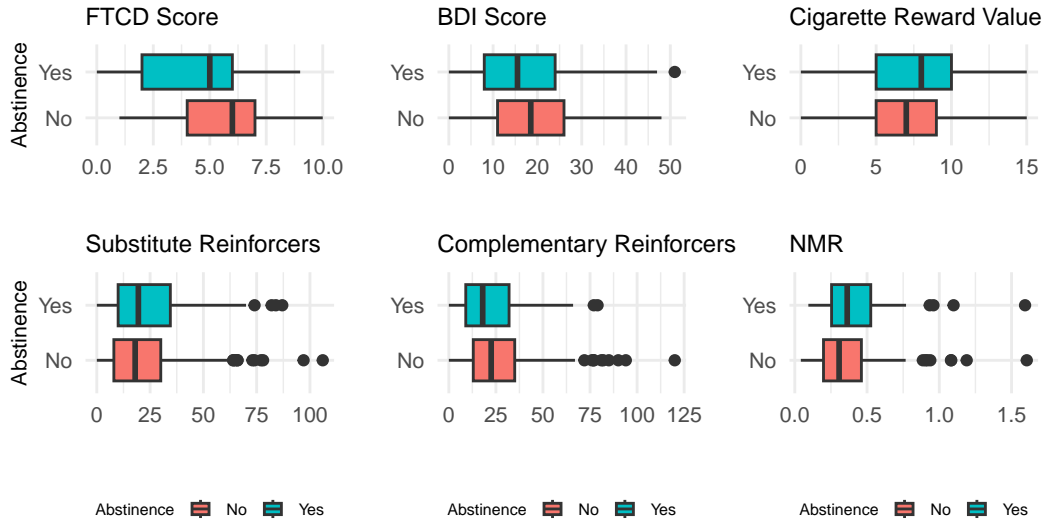 FTCD Score
BDI Score
Cigarette Reward Value
Abstinence
Yes
No
0.0 2.5 5.0 7.5 10.0
Yes
No
0 10 20 30 40 50
Yes
No
5 10 15
Substitute Reinforcers
Complementary Reinforcers
NMR
Abstinence
Yes
No
0 25 50 75 100
Yes
No
0 25 50 75 100 125
Yes
No
0.0 0.5 1.0 1.5
Abstinence No Yes
Abstinence No Yes
Abstinence No Yes